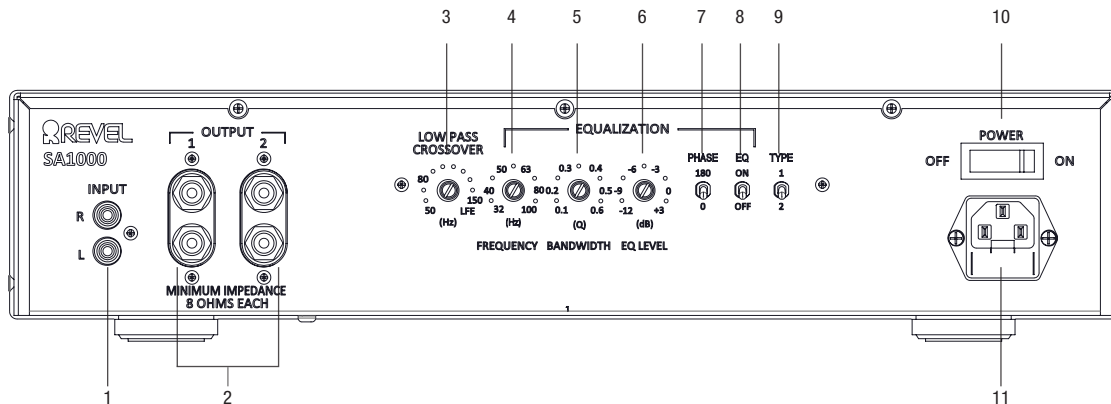 3 4 5 6 7 8 9 10
REVEL
SA1000
OUTPUT
1 2
INPUT
R
L
MINIMUM IMPEDANCE
8 OHMS EACH
LOW PASS
CROSSOVER
80
50 150
LFE
(Hz)
EQUALIZATION
50 63
40 80
32 100
(Hz)
FREQUENCY
0.3 0.4
0.2 0.5
0.1 0.6
(Q)
BANDWIDTH
-6 -3
-9 0
-12 +3
(dB)
EQ LEVEL
PHASE
180
0
EQ
ON
OFF
TYPE
1
2
POWER
OFF ON
1 2 11